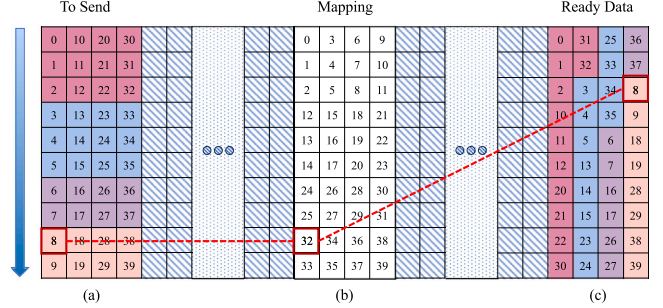 To Send Mapping Ready Data
0 10 20 30 0 3 6 9 0 31 25 36
1 11 21 31 1 4 7 10 1 32 33 37
2 12 22 32 2 5 8 11 2 3 34 8
3 13 23 33 12 15 18 21 10 4 35 9
4 14 24 34 13 16 19 22 11 5 6 18
5 15 25 35 14 17 20 23 12 13 7 19
6 16 26 36 24 26 28 30 20 14 16 28
7 17 27 37 25 27 29 31 21 15 17 29
8 18 28 38 32 34 36 38 22 23 26 38
9 19 29 39 33 35 37 39 30 24 27 39
(a) (b) (c)